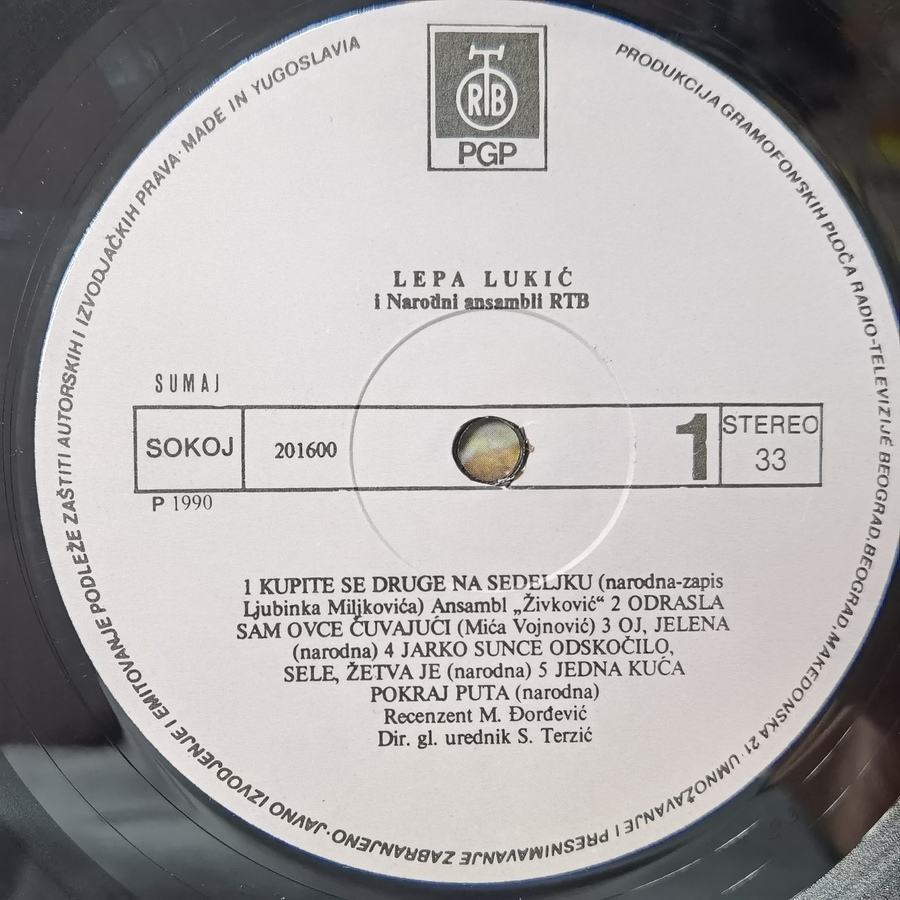 RTB
PGP
PRODUKCIJA GRAMOFONSKIH PLOČA RADIO-TELEVIZIJE BEOGRAD, BEOGRAD, MAKEDONSKA 21 · UMNOŽAVANJE I PRESNIMAVANJE ZABRANJENO · JAVNO IZVODJENJE I EMITOVANJE PODLEŽE ZAŠTITI AUTORSKIH I IZVODJAČKIH PRAVA · MADE IN YUGOSLAVIA
LEPA LUKIĆ
i Narodni ansambli RTB
SUMAJ
SOKOJ
201600
1
STEREO
33
P 1990
1 KUPITE SE DRUGE NA SEDELJKU (narodna-zapis
Ljubinka Miljkovića) Ansambl „Živković“ 2 ODRASLA
SAM OVCE ČUVAJUĆI (Mića Vojnović) 3 OJ, JELENA
(narodna) 4 JARKO SUNCE ODSKOČILO,
SELE, ŽETVA JE (narodna) 5 JEDNA KUĆA
POKRAJ PUTA (narodna)
Recenzent M. Đorđević
Dir. gl. urednik S. Terzić